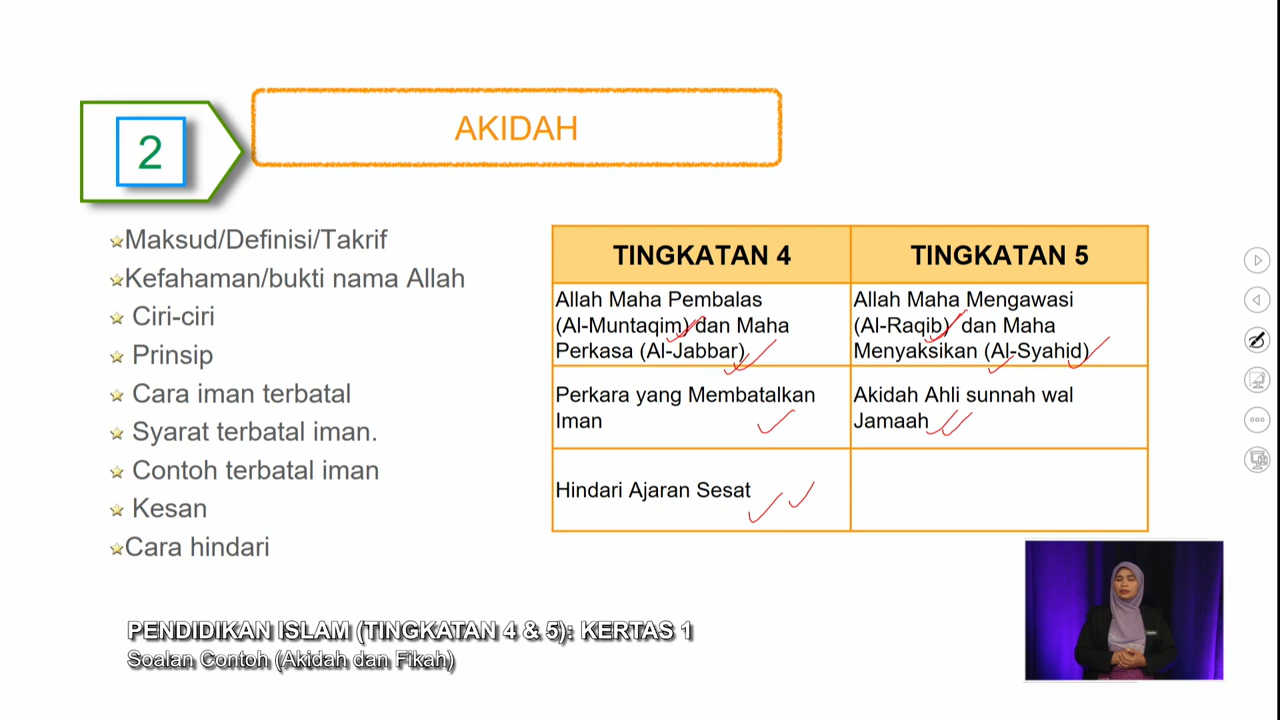 2
AKIDAH
Maksud/Definisi/Takrif
Kefahaman/bukti nama Allah
Ciri-ciri
Prinsip
Cara iman terbatal
Syarat terbatal iman.
Contoh terbatal iman
Kesan
Cara hindari
TINGKATAN 4
TINGKATAN 5
Allah Maha Pembalas
(Al-Muntaqim) dan Maha
Perkasa (Al-Jabbar)
Allah Maha Mengawasi
(Al-Raqib) dan Maha
Menyaksikan (Al-Syahid)
Perkara yang Membatalkan
Iman
Akidah Ahli sunnah wal
Jamaah
Hindari Ajaran Sesat
PENDIDIKAN ISLAM (TINGKATAN 4 & 5): KERTAS 1
Soalan Contoh (Akidah dan Fikah)